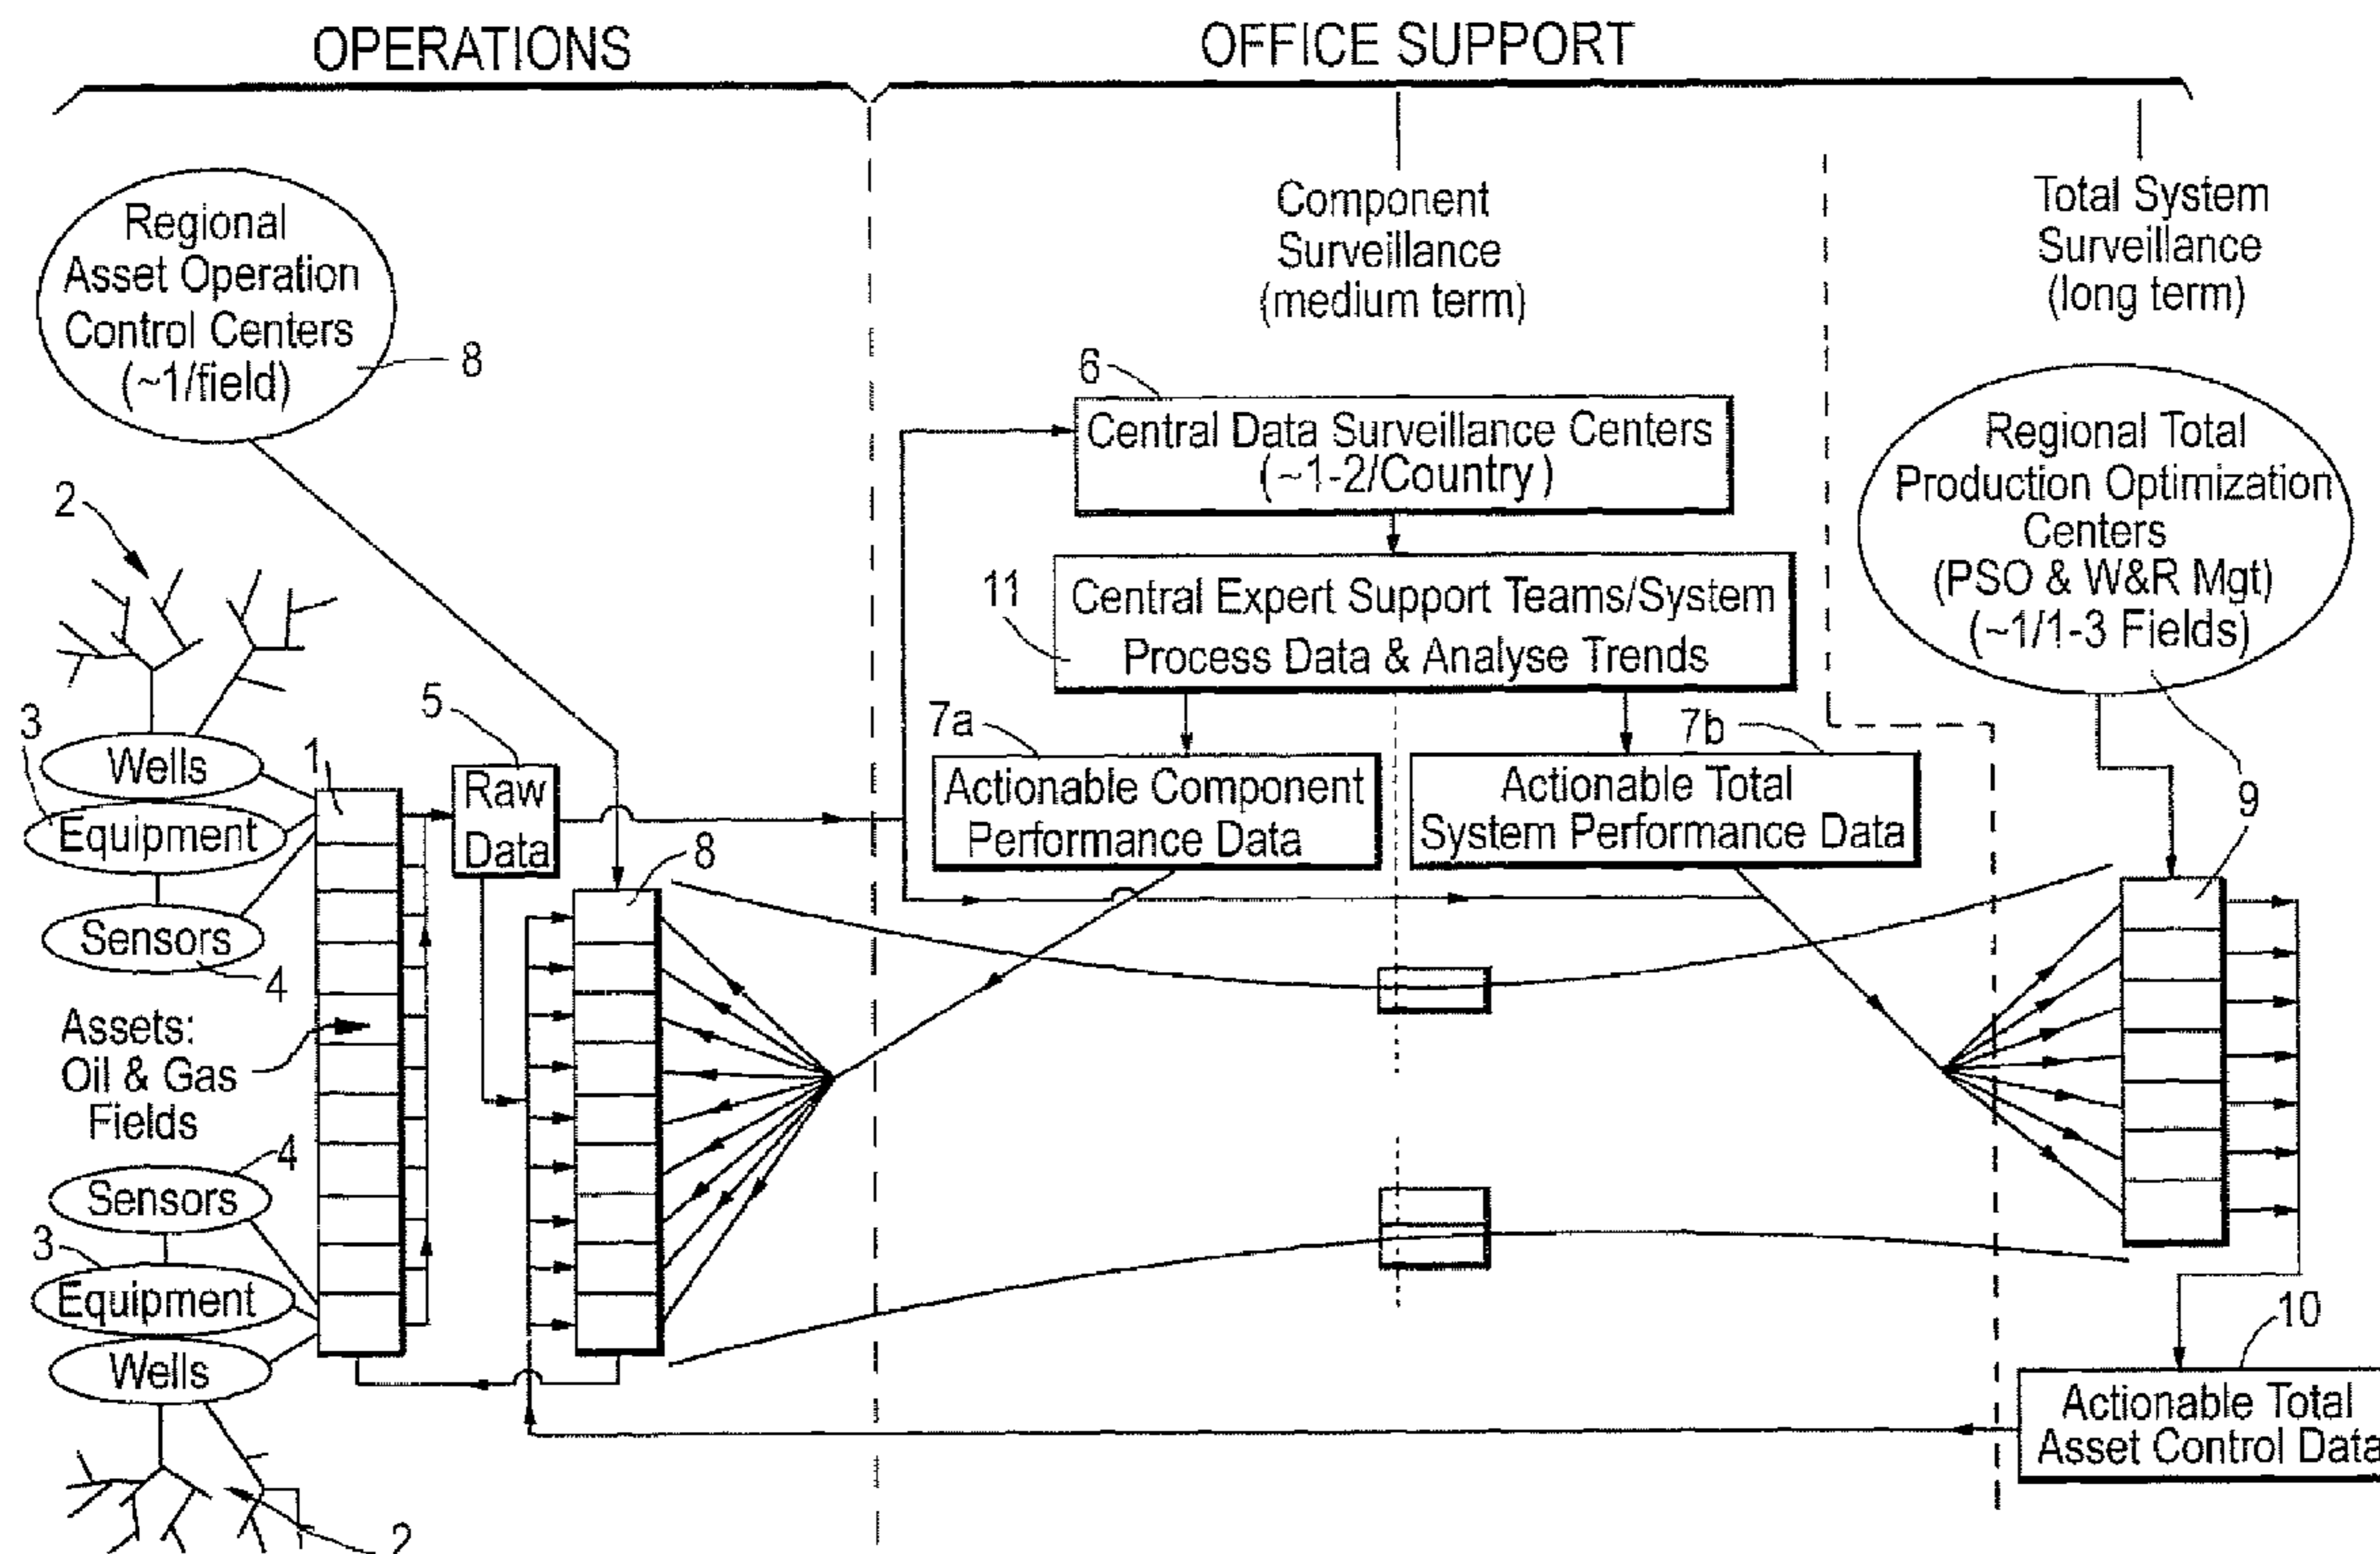 OPERATIONS
OFFICE SUPPORT
Regional
Asset Operation
Control Centers
(~1/field)
8
Component
Surveillance
(medium term)
Total System
Surveillance
(long term)
6
Central Data Surveillance Centers
(~1-2/Country)
11
Central Expert Support Teams/System
Process Data & Analyse Trends
Regional Total
Production Optimization
Centers
(PSO & W&R Mgt)
(~1/1-3 Fields)
9
2
3
Wells
Equipment
Sensors
4
1
5
Raw
Data
8
7a
Actionable Component
Performance Data
7b
Actionable Total
System Performance Data
Assets:
Oil & Gas
Fields
4
Sensors
3
Equipment
Wells
2
10
Actionable Total
Asset Control Data